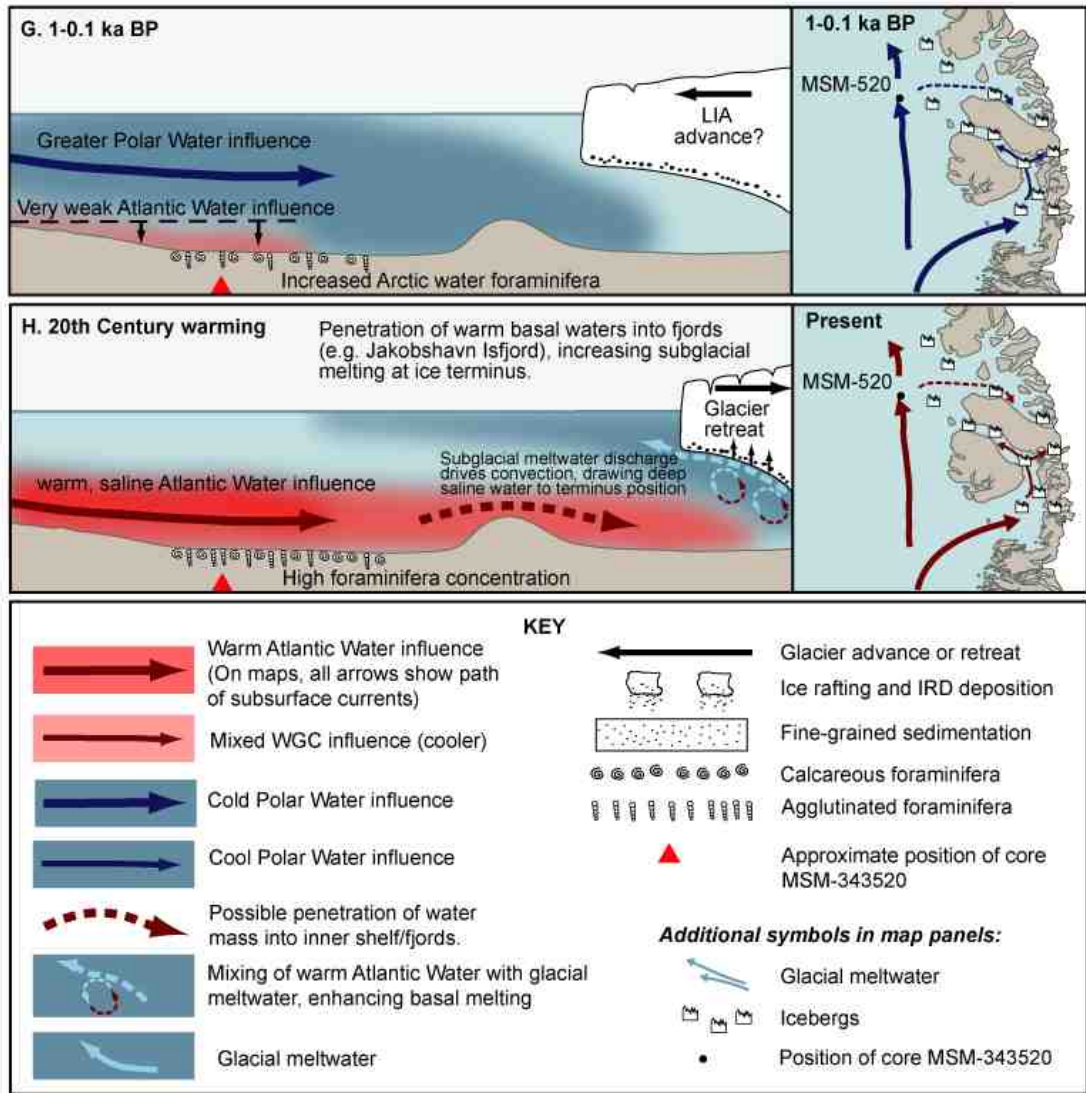 G. 1-0.1 ka BP
Greater Polar Water influence
LIA
advance?
Very weak Atlantic Water influence
Increased Arctic water foraminifera
1-0.1 ka BP
MSM-520
H. 20th Century warming
Penetration of warm basal waters into fjords
(e.g. Jakobshavn Isfjord), increasing subglacial
melting at ice terminus.
Glacier
retreat
Subglacial meltwater discharge
drives convection, drawing deep
saline water to terminus position
warm, saline Atlantic Water influence
High foraminifera concentration
Present
MSM-520
KEY
Warm Atlantic Water influence
(On maps, all arrows show path
of subsurface currents)
Mixed WGC influence (cooler)
Cold Polar Water influence
Cool Polar Water influence
Possible penetration of water
mass into inner shelf/fjords.
Mixing of warm Atlantic Water with glacial
meltwater, enhancing basal melting
Glacial meltwater
Glacier advance or retreat
Ice rafting and IRD deposition
Fine-grained sedimentation
Calcareous foraminifera
Agglutinated foraminifera
Approximate position of core
MSM-343520
Additional symbols in map panels:
Glacial meltwater
Icebergs
Position of core MSM-343520